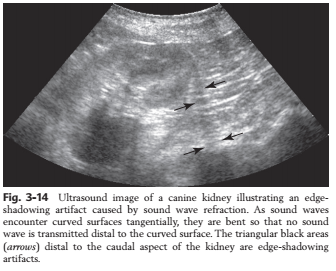 Fig. 3-14 Ultrasound image of a canine kidney illustrating an edge-
shadowing artifact caused by sound wave refraction. As sound waves
encounter curved surfaces tangentially, they are bent so that no sound
wave is transmitted distal to the curved surface. The triangular black areas
(arrows) distal to the caudal aspect of the kidney are edge-shadowing
artifacts.